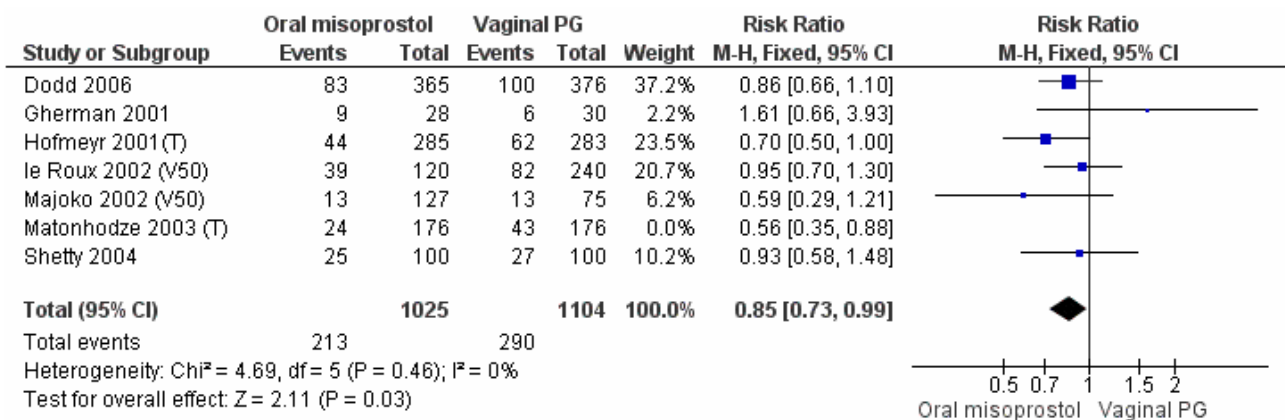 Oral misoprostol Vaginal PG Risk Ratio Risk Ratio
Study or Subgroup Events Total Events Total Weight M-H, Fixed, 95% CI M-H, Fixed, 95% CI
Dodd 2006 83 365 100 376 37.2% 0.86 [0.66, 1.10]
Gherman 2001 9 28 6 30 2.2% 1.61 [0.66, 3.93]
Hofmeyr 2001(T) 44 285 62 283 23.5% 0.70 [0.50, 1.00]
le Roux 2002 (V50) 39 120 82 240 20.7% 0.95 [0.70, 1.30]
Majoko 2002 (V50) 13 127 13 75 6.2% 0.59 [0.29, 1.21]
Matonhodze 2003 (T) 24 176 43 176 0.0% 0.56 [0.35, 0.88]
Shetty 2004 25 100 27 100 10.2% 0.93 [0.58, 1.48]
Total (95% CI) 1025 1104 100.0% 0.85 [0.73, 0.99]
Total events 213 290
Heterogeneity: Chi² = 4.69, df = 5 (P = 0.46); I² = 0%
Test for overall effect: Z = 2.11 (P = 0.03)
0.5 0.7 1 1.5 2
Oral misoprostol Vaginal PG